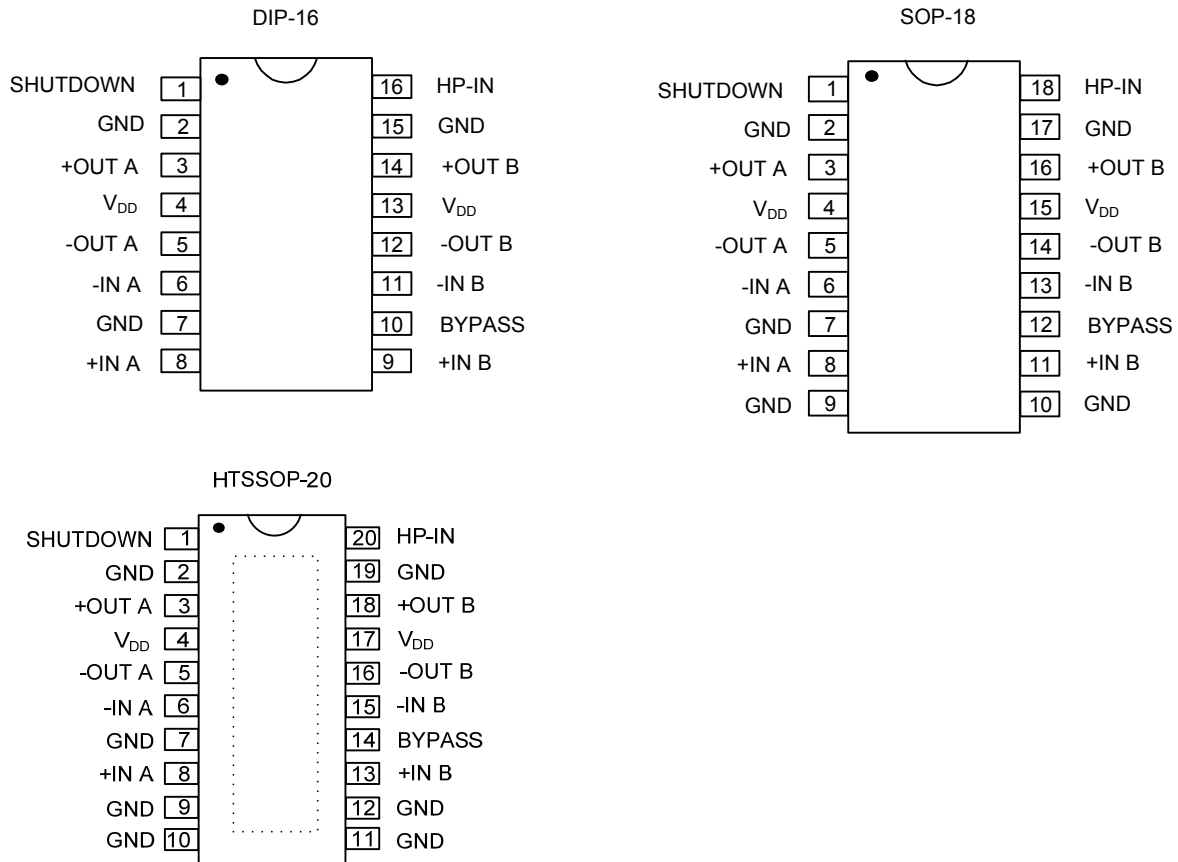 DIP-16
SHUTDOWN 1 16 HP-IN
GND 2 15 GND
+OUT A 3 14 +OUT B
VDD 4 13 VDD
-OUT A 5 12 -OUT B
-IN A 6 11 -IN B
GND 7 10 BYPASS
+IN A 8 9 +IN B
SOP-18
SHUTDOWN 1 18 HP-IN
GND 2 17 GND
+OUT A 3 16 +OUT B
VDD 4 15 VDD
-OUT A 5 14 -OUT B
-IN A 6 13 -IN B
GND 7 12 BYPASS
+IN A 8 11 +IN B
GND 9 10 GND
HTSSOP-20
SHUTDOWN 1 20 HP-IN
GND 2 19 GND
+OUT A 3 18 +OUT B
VDD 4 17 VDD
-OUT A 5 16 -OUT B
-IN A 6 15 -IN B
GND 7 14 BYPASS
+IN A 8 13 +IN B
GND 9 12 GND
GND 10 11 GND